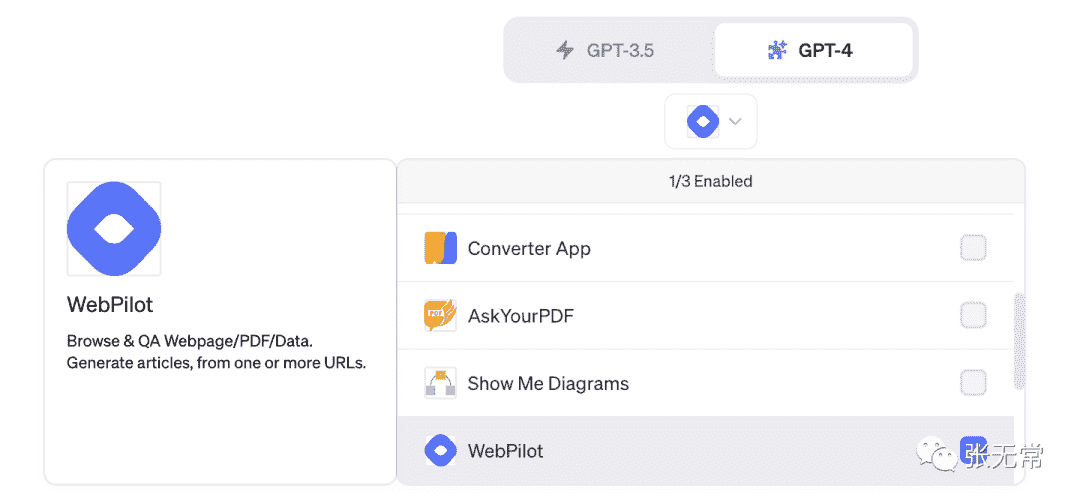 GPT-3.5
GPT-4
1/3 Enabled
WebPilot
Browse & QA Webpage/PDF/Data.
Generate articles, from one or more URLs.
Converter App
PDF
AskYourPDF
Show Me Diagrams
WebPilot
张无常